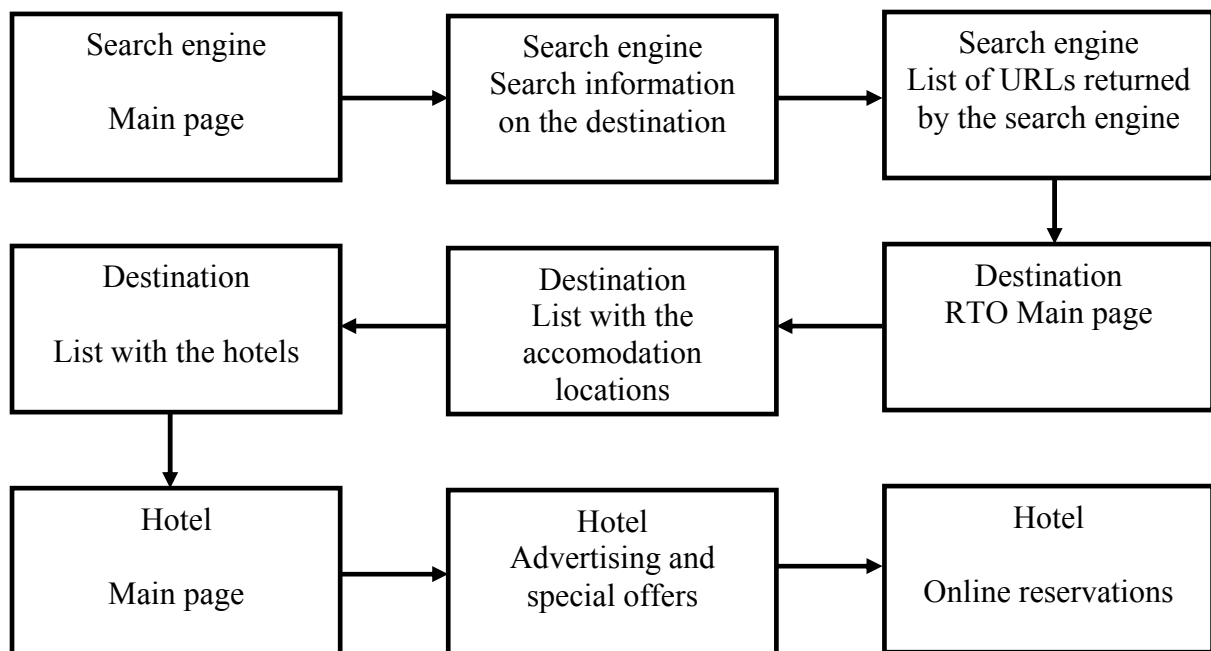 Search engine
Main page
Search engine
Search information
on the destination
Search engine
List of URLs returned
by the search engine
Destination
List with the hotels
Destination
List with the
accomodation
locations
Destination
RTO Main page
Hotel
Main page
Hotel
Advertising and
special offers
Hotel
Online reservations